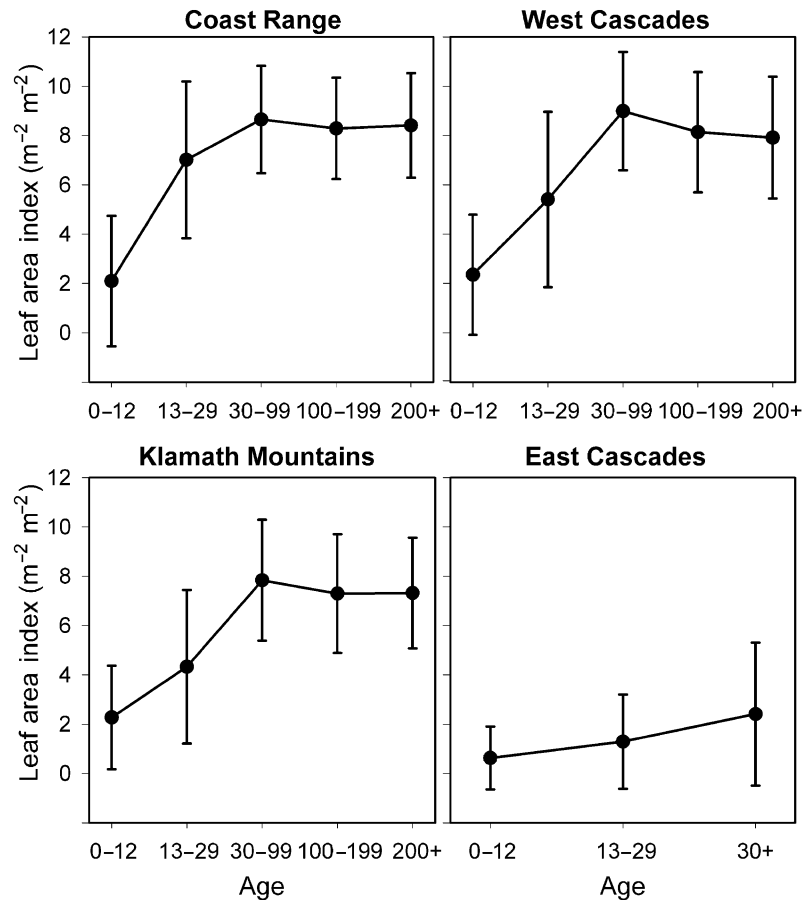 Coast Range
West Cascades
Leaf area index (m⁻² m⁻²)
12
10
8
6
4
2
0
0−12 13−29 30−99 100−199 200+
0−12 13−29 30−99 100−199 200+
Klamath Mountains
East Cascades
Leaf area index (m⁻² m⁻²)
12
10
8
6
4
2
0
0−12 13−29 30−99 100−199 200+
0−12 13−29 30+
Age
Age